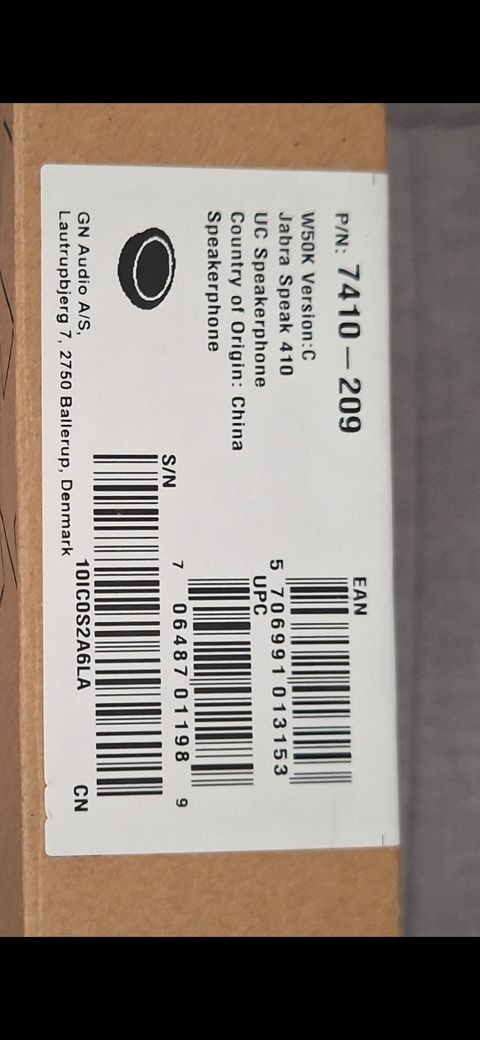 P/N: 7410 — 209
W50K Version:C
Jabra Speak 410
UC Speakerphone
Country of Origin: China
Speakerphone
EAN
5 706991 013153
UPC
7 06487 01198 9
S/N
10IC0S2A6LA CN
GN Audio A/S,
Lautrupbjerg 7, 2750 Ballerup, Denmark